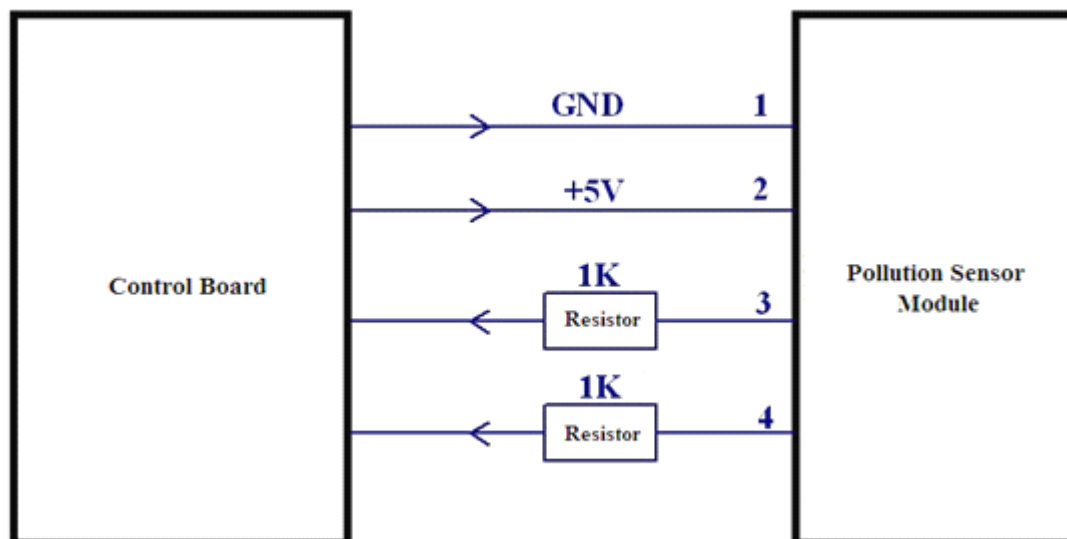 GND 1
+5V 2
1K
Control Board
Pollution Sensor
Module
Resistor 3
1K
Resistor 4